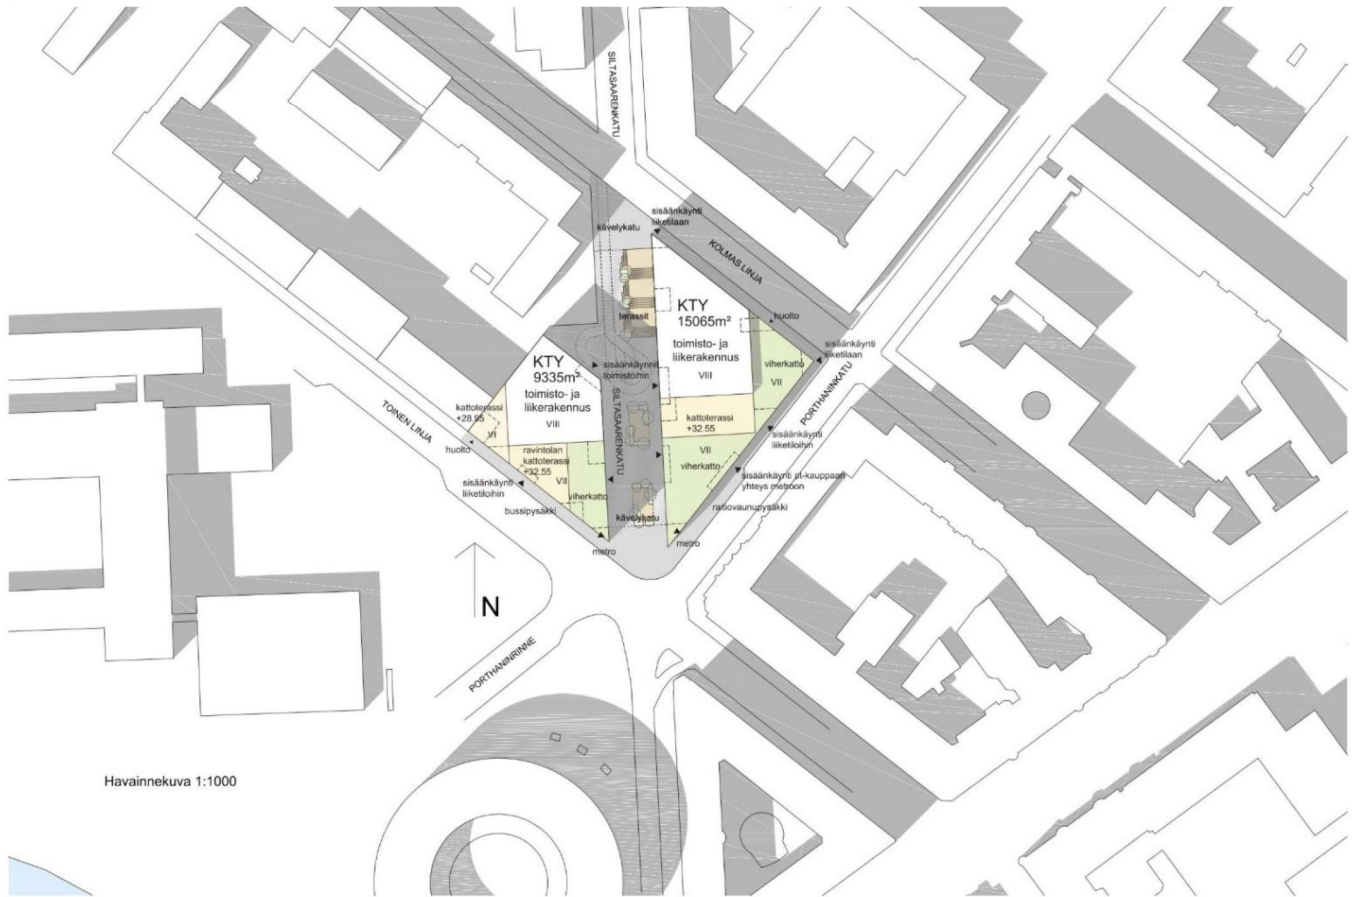 SILTASAARENKATU
sisäänkäynti
liiketilaan
kävelykatu
KOLMAS LINJA
KTY
15065m²
toimisto- ja
liikerakennus
VIII
terassit
huolto
sisäänkäynti
liiketilaan
viherkatto
VII
KTY
9335m²
toimisto- ja
liikerakennus
VIII
sisäänkäynnit
toimistoihin
SILTASAARENKATU
PORTHANINKATU
TOINEN LINJA
kattoterassi
+28.95
VI
kattoterassi
+32.55
huolto
sisäänkäynti
liiketiloihin
ravintolan
kattoterassi
+32.55
VII
VII
viherkatto
sisäänkäynti
liiketiloihin
sisäänkäynti pt-kauppaan
yhteys metroon
viherkatto
bussipysäkki
kävelykatu
raitiovaunupysäkki
metro
metro
N
PORTHANINRINNE
Havainnekuva 1:1000